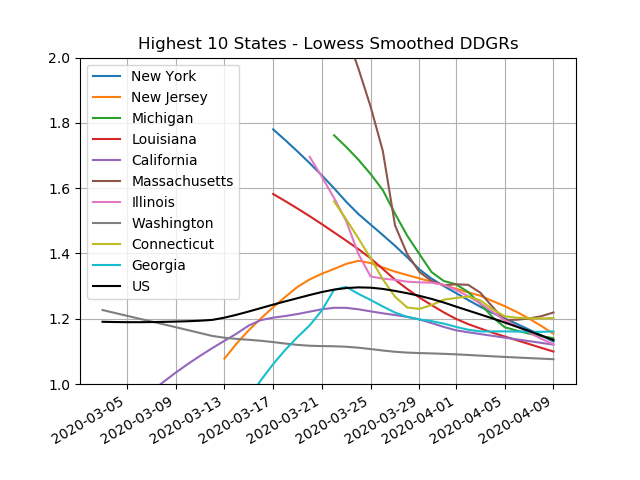 Highest 10 States - Lowess Smoothed DDGRs
2.0
1.8
1.6
1.4
1.2
1.0
New York
New Jersey
Michigan
Louisiana
California
Massachusetts
Illinois
Washington
Connecticut
Georgia
US
2020-03-05
2020-03-09
2020-03-13
2020-03-17
2020-03-21
2020-03-25
2020-03-29
2020-04-01
2020-04-05
2020-04-09